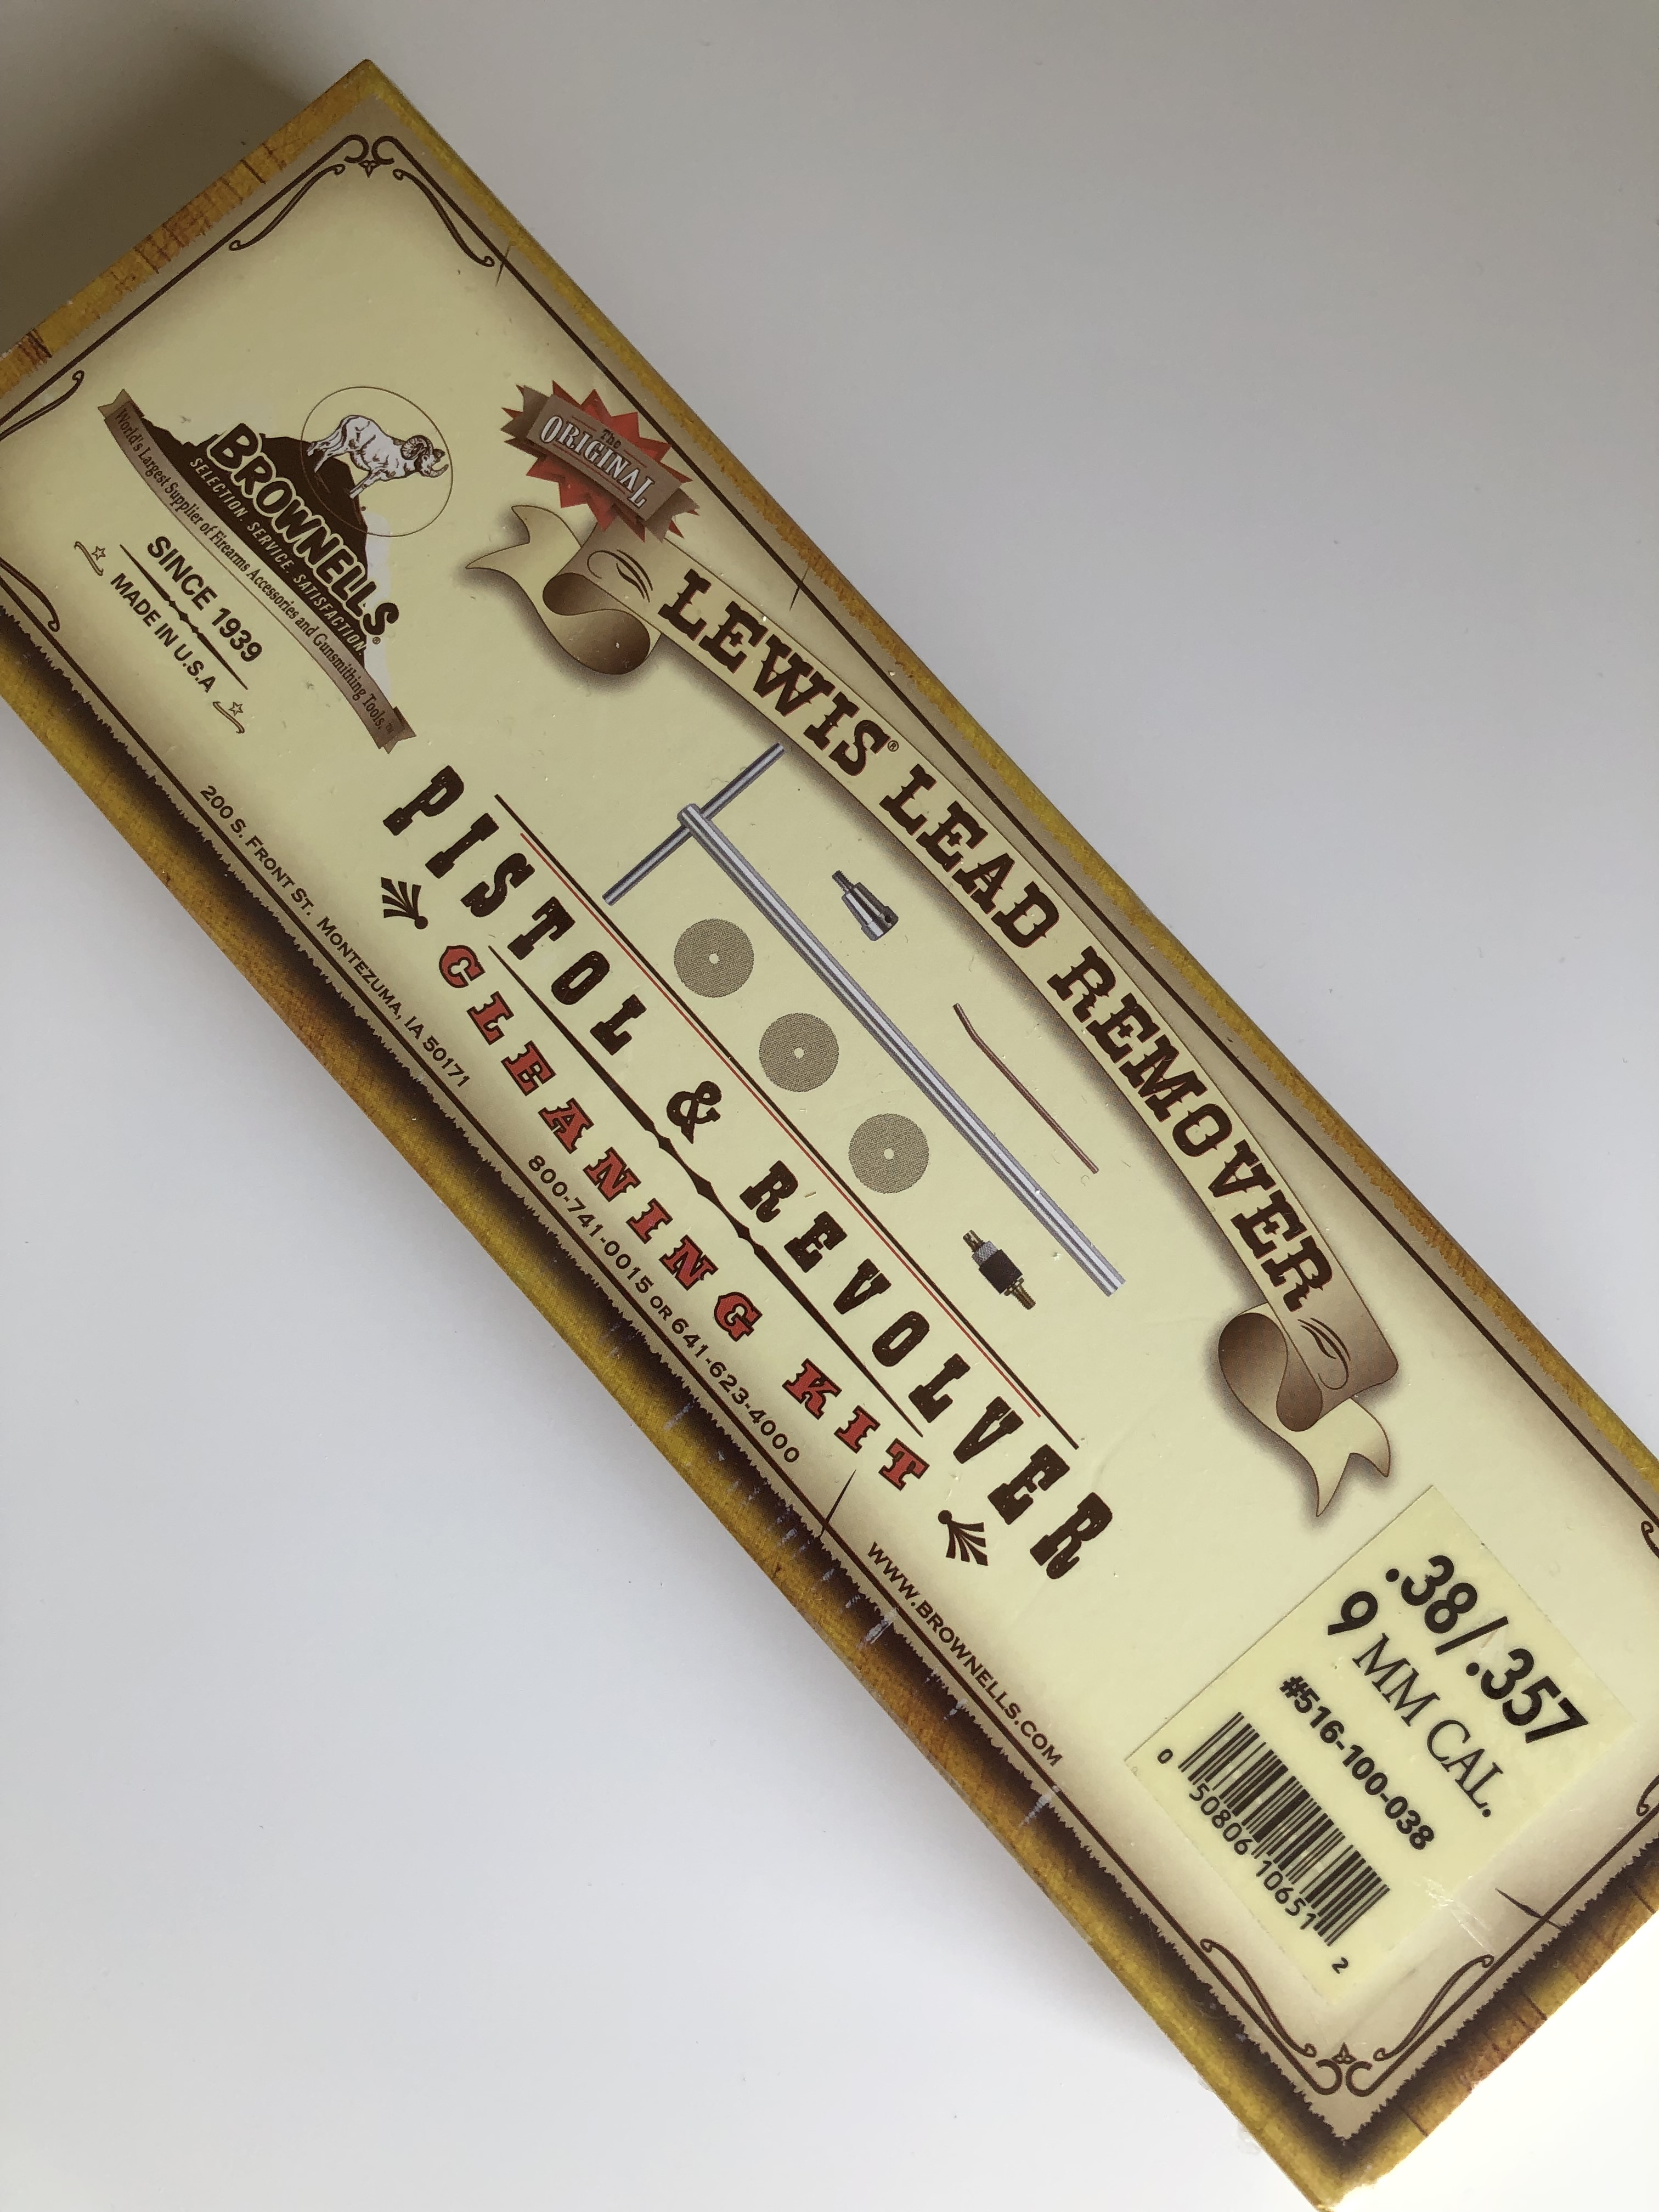 The
ORIGINAL
LEWIS® LEAD REMOVER
BROWNELLS®
SELECTION. SERVICE. SATISFACTION.
World's Largest Supplier of Firearms Accessories and Gunsmithing Tools.™
SINCE 1939
MADE IN U.S.A
PISTOL & REVOLVER
CLEANING KIT
200 S. FRONT ST. MONTEZUMA, IA 50171
800-741-0015 OR 641-623-4000
WWW.BROWNELLS.COM
.38/.357
9 MM CAL.
#516-100-038
0 50806 10651 2